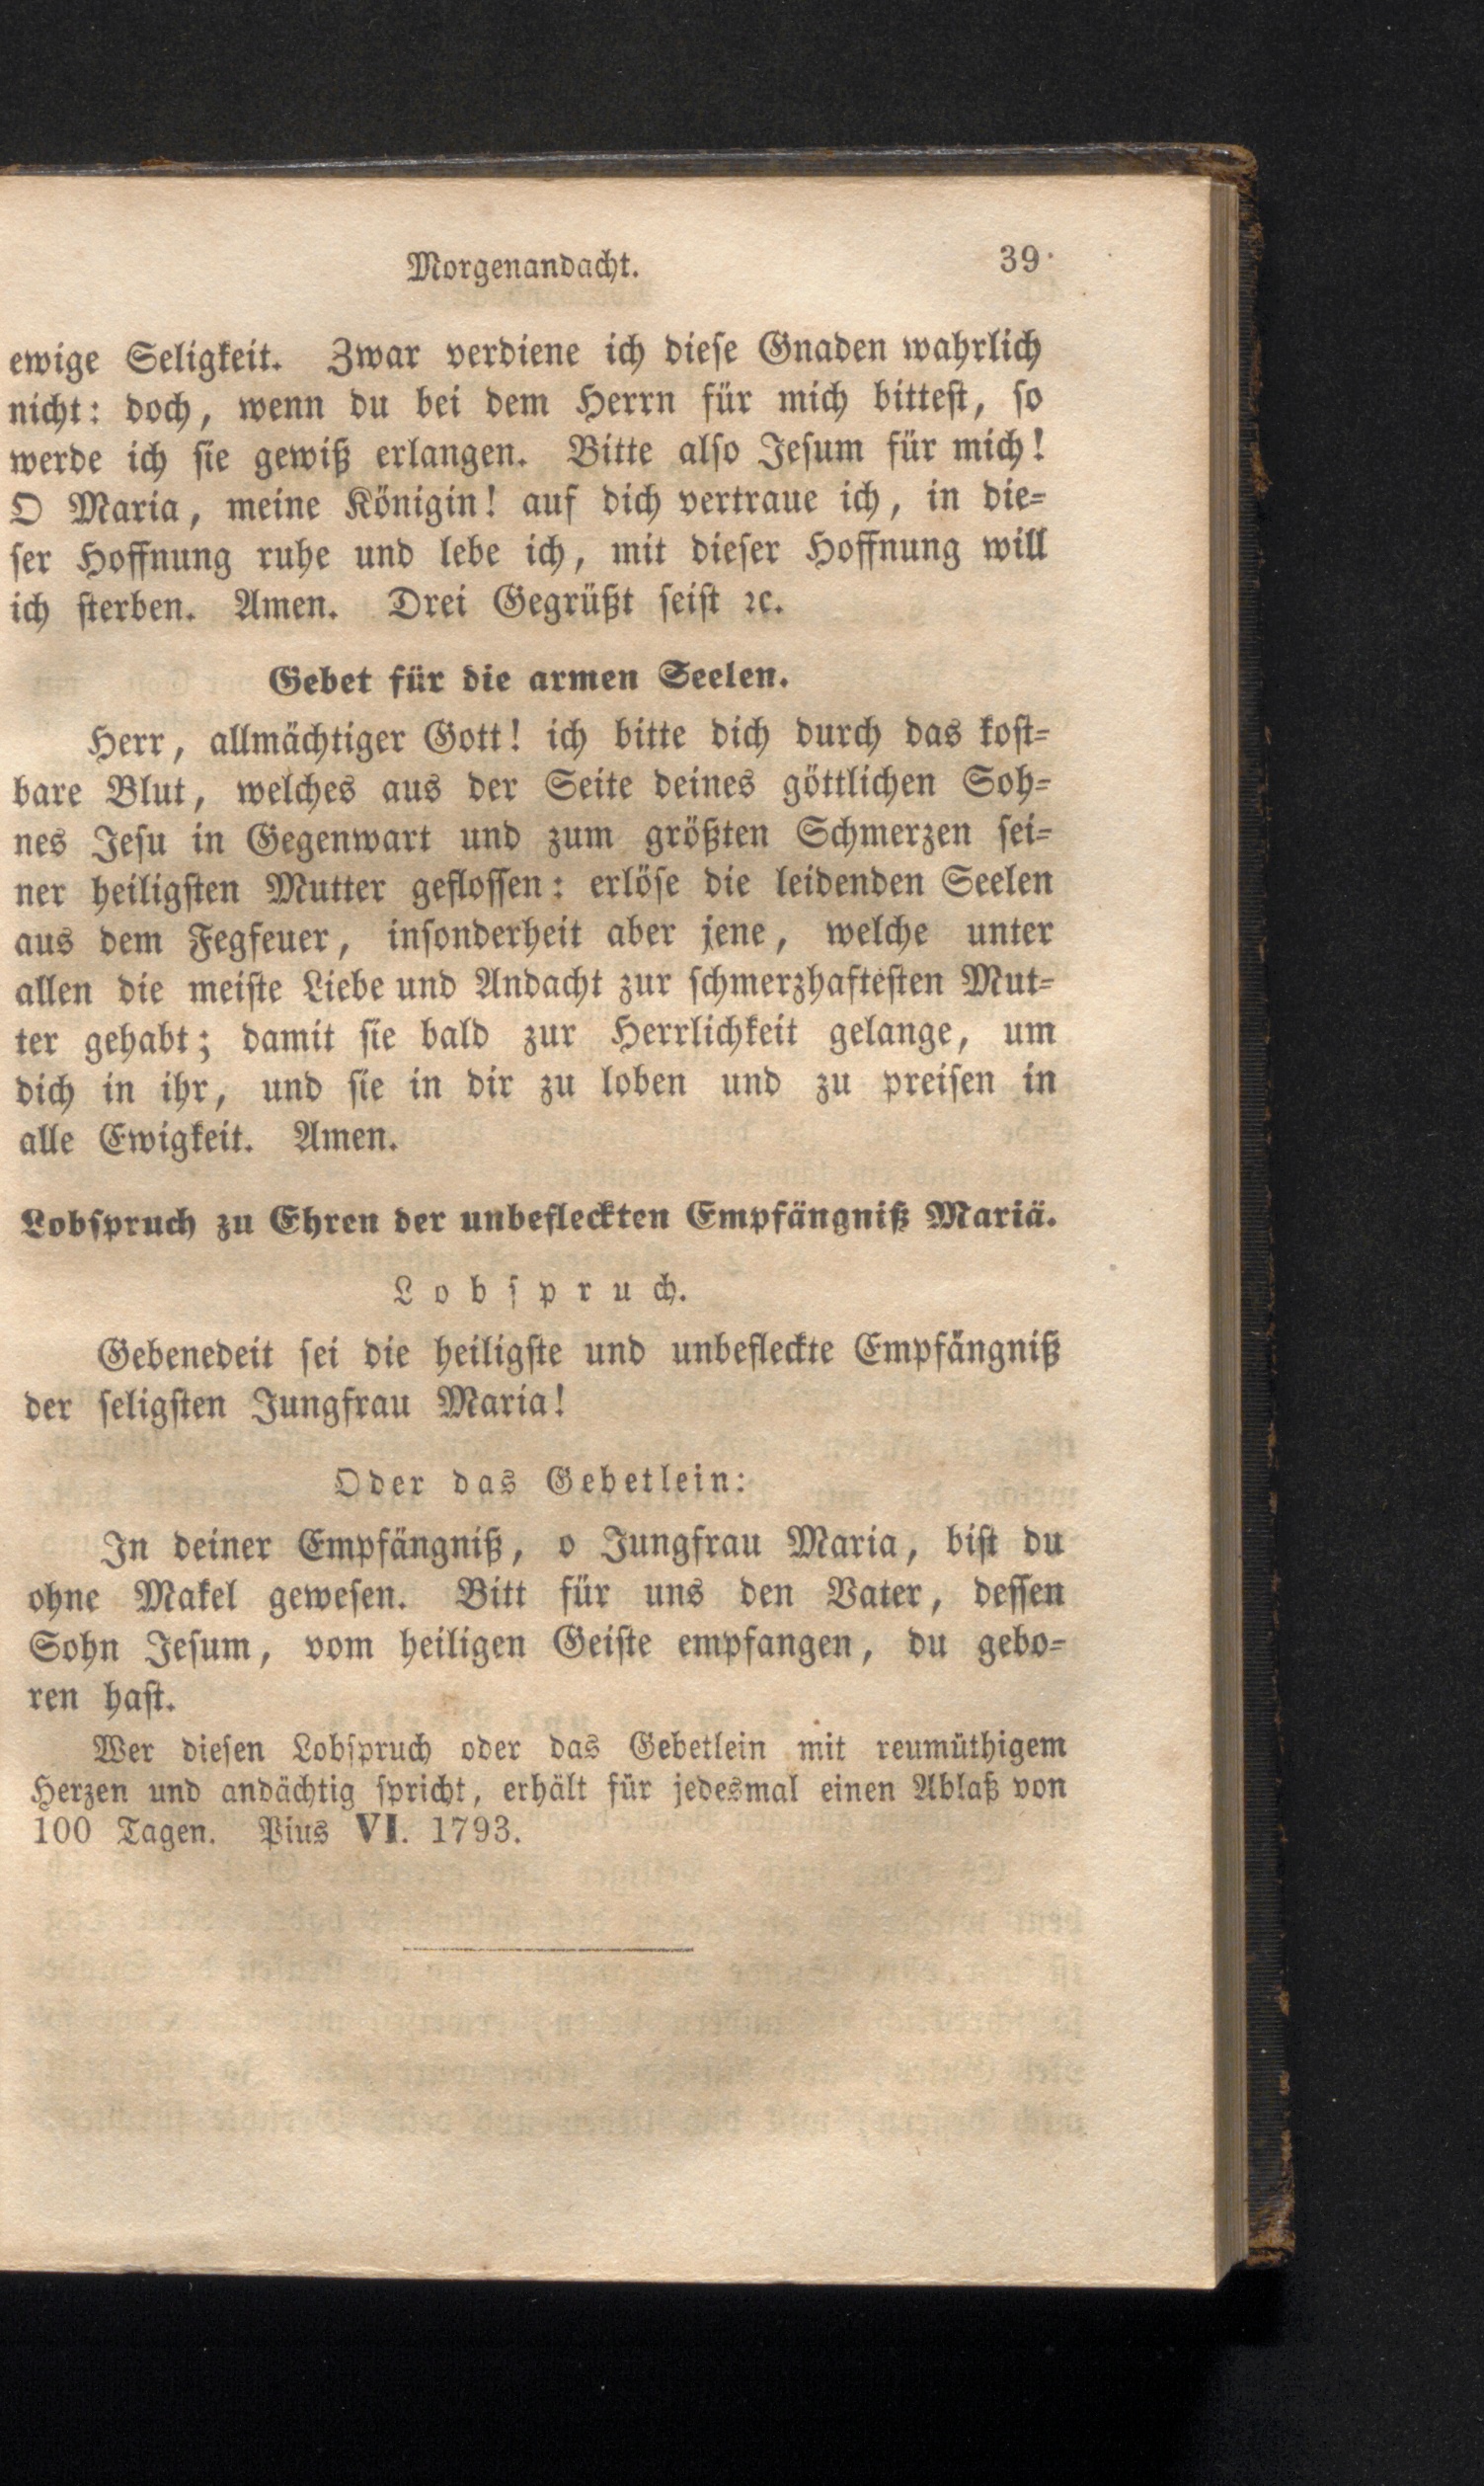 Morgenandacht. 39
ewige Seligkeit. Zwar verdiene ich dieſe Gnaden wahrlich
nicht: doch, wenn du bei dem Herrn für mich bitteſt, ſo
werde ich ſie gewiß erlangen. Bitte alſo Jeſum für mich!
O Maria, meine Königin! auf dich vertraue ich, in die⸗
ſer Hoffnung ruhe und lebe ich, mit dieſer Hoffnung will
ich ſterben. Amen. Drei Gegrüßt ſeiſt ꝛc.
Gebet für die armen Seelen.
Herr, allmächtiger Gott! ich bitte dich durch das koſt⸗
bare Blut, welches aus der Seite deines göttlichen Soh⸗
nes Jeſu in Gegenwart und zum größten Schmerzen ſei⸗
ner heiligſten Mutter gefloſſen: erlöſe die leidenden Seelen
aus dem Fegfeuer, inſonderheit aber jene, welche unter
allen die meiſte Liebe und Andacht zur ſchmerzhafteſten Mut⸗
ter gehabt; damit ſie bald zur Herrlichkeit gelange, um
dich in ihr, und ſie in dir zu loben und zu preiſen in
alle Ewigkeit. Amen.
Lobſpruch zu Ehren der unbefleckten Empfängniß Mariä.
Lobſpruch.
Gebenedeit ſei die heiligſte und unbefleckte Empfängniß
der ſeligſten Jungfrau Maria!
Oder das Gebetlein:
In deiner Empfängniß, o Jungfrau Maria, biſt du
ohne Makel geweſen. Bitt für uns den Vater, deſſen
Sohn Jeſum, vom heiligen Geiſte empfangen, du gebo⸗
ren haſt.
Wer dieſen Lobſpruch oder das Gebetlein mit reumüthigem
Herzen und andächtig ſpricht, erhält für jedesmal einen Ablaß von
100 Tagen. Pius VI. 1793.